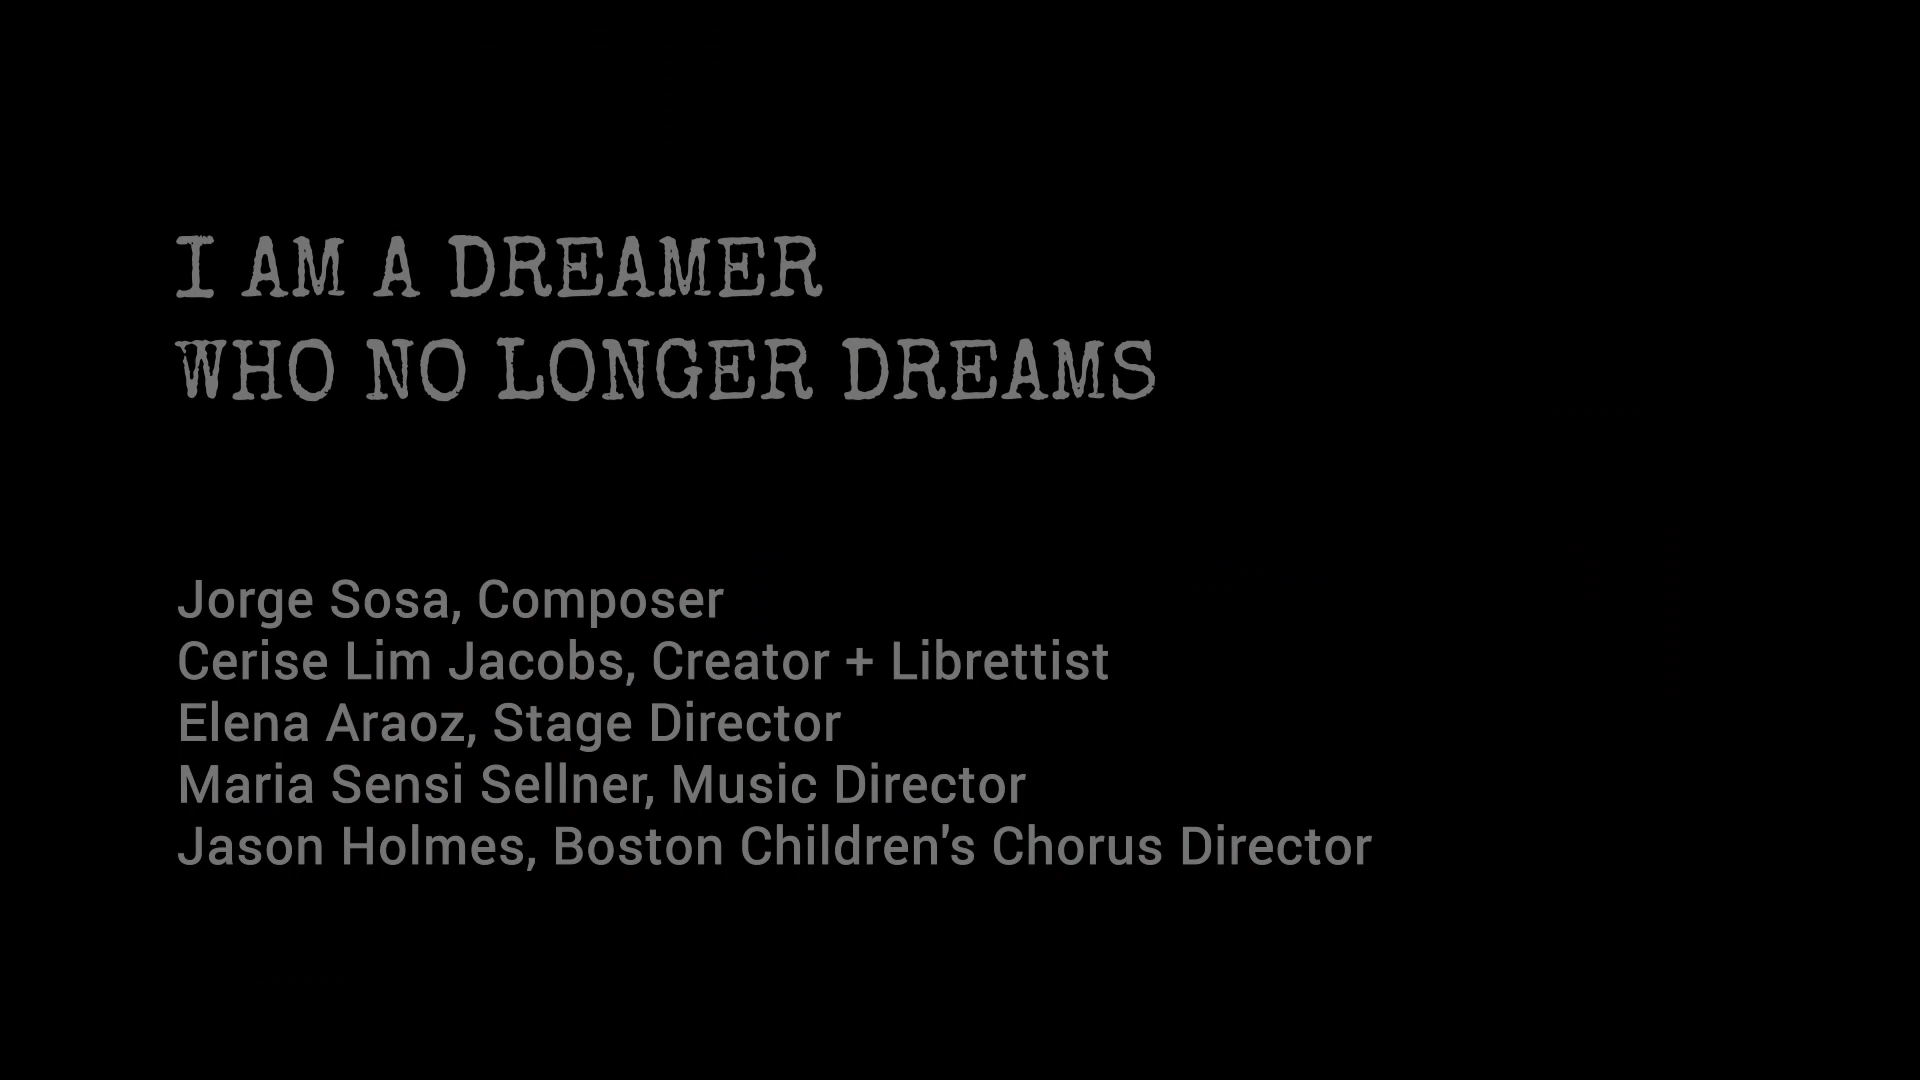 I AM A DREAMER
WHO NO LONGER DREAMS
Jorge Sosa, Composer
Cerise Lim Jacobs, Creator + Librettist
Elena Araoz, Stage Director
Maria Sensi Sellner, Music Director
Jason Holmes, Boston Children's Chorus Director